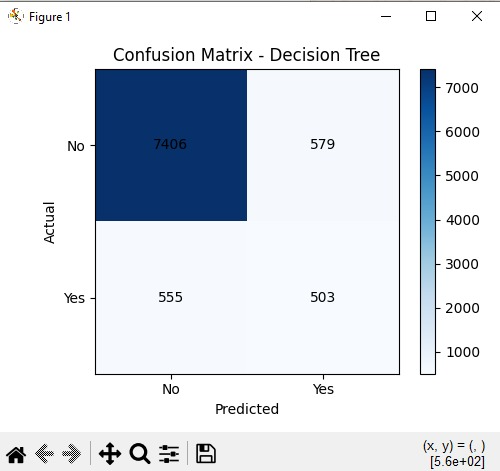 Figure 1
Confusion Matrix - Decision Tree
7000
6000
5000
4000
3000
2000
1000
Actual
No
7406
579
Yes
555
503
No
Yes
Predicted
(x, y) = (, )
[5.6e+02]